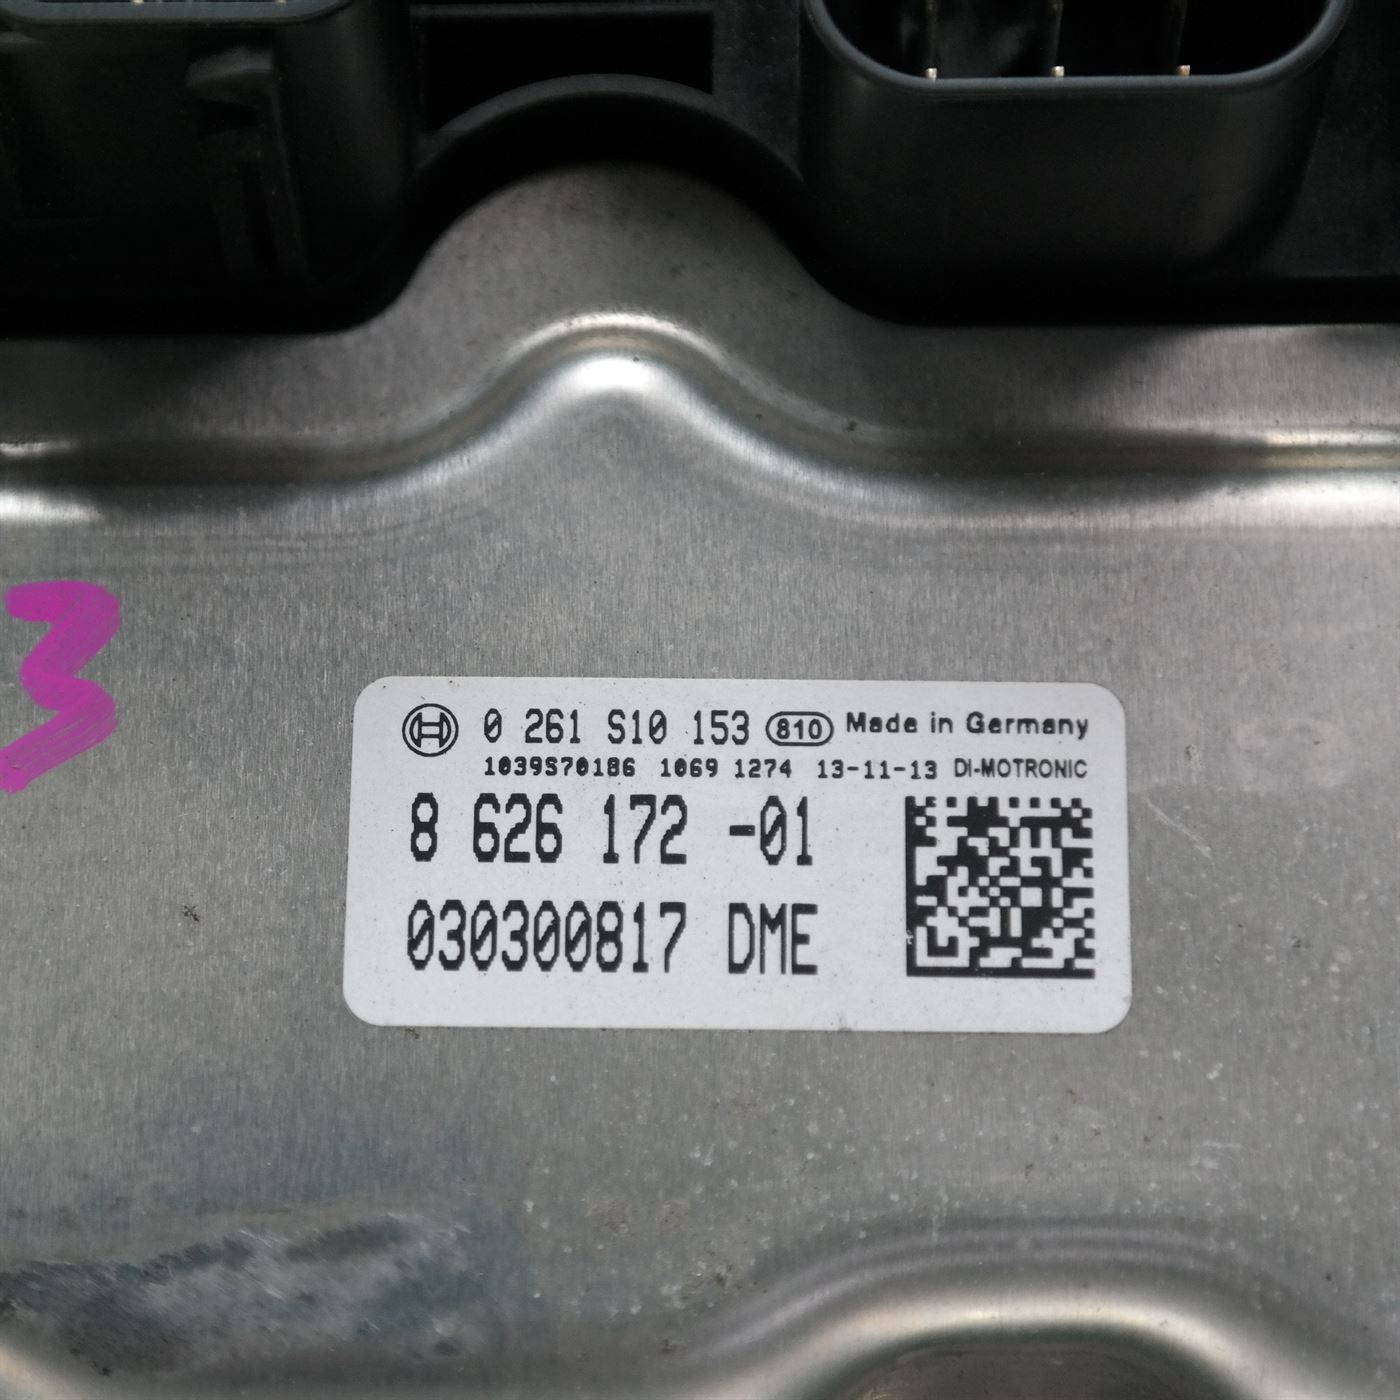 3
0 261 S10 153 810 Made in Germany
1039S70186 1069 1274 13-11-13 DI-MOTRONIC
8 626 172 -01
030300817 DME